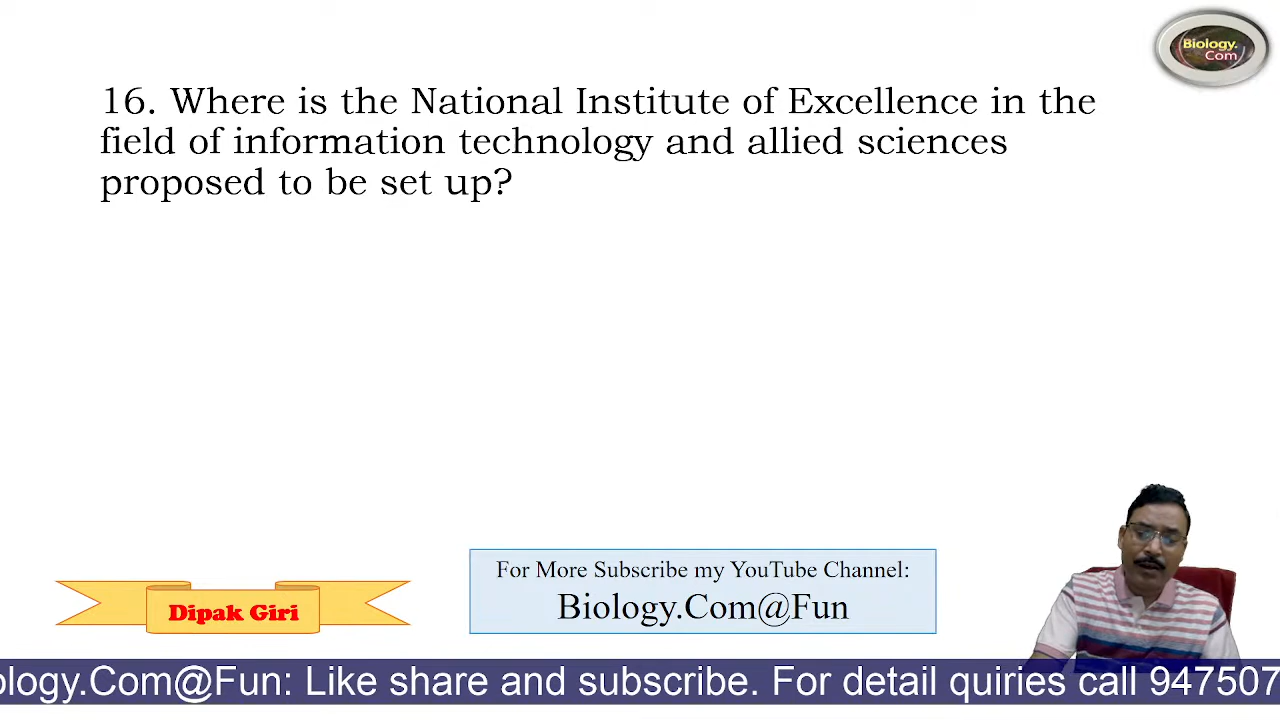 Biology.
Com
16. Where is the National Institute of Excellence in the
field of information technology and allied sciences
proposed to be set up?
For More Subscribe my YouTube Channel:
Biology.Com@Fun
Dipak Giri
ology.Com@Fun: Like share and subscribe. For detail quiries call 947507